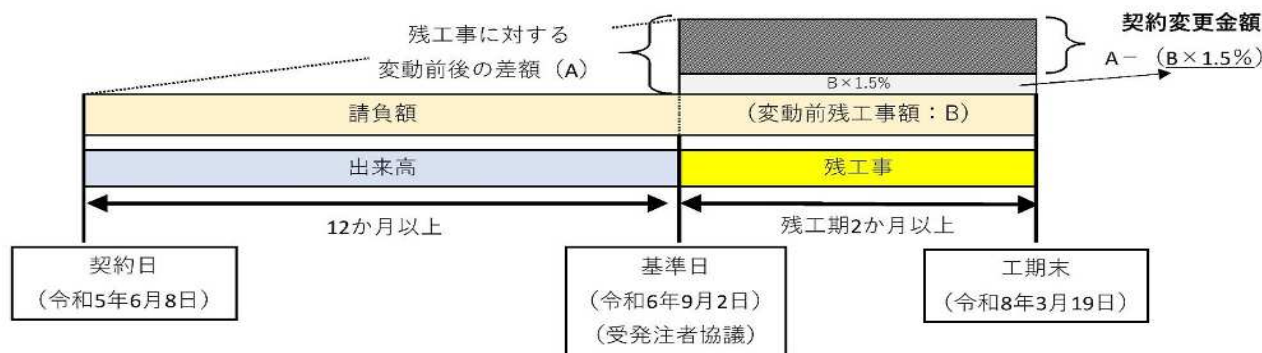 残工事に対する
変動前後の差額（A）
契約変更金額
A－（B×1.5％）
B×1.5％
請負額
（変動前残工事額：B）
出来高
残工事
12か月以上
残工期2か月以上
契約日
（令和5年6月8日）
基準日
（令和6年9月2日）
（受発注者協議）
工期末
（令和8年3月19日）